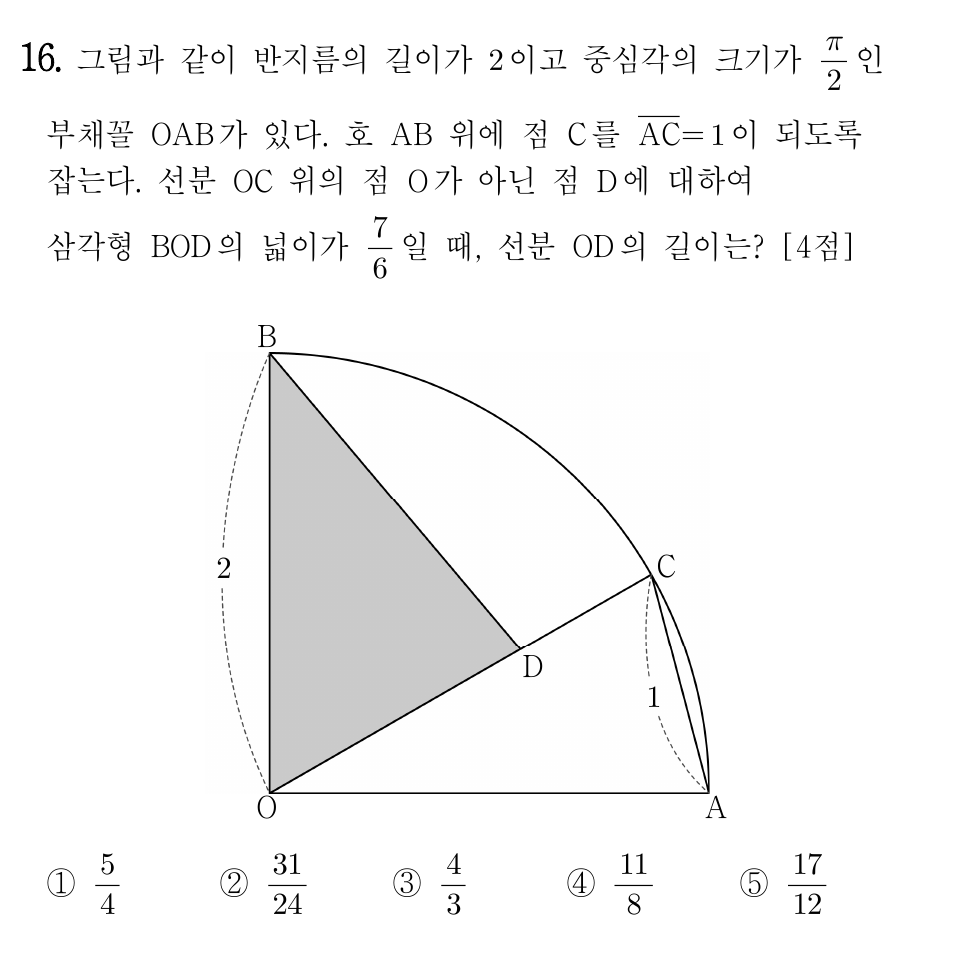 16. 그림과 같이 반지름의 길이가 2이고 중심각의 크기가 $\frac{\pi}{2}$인
부채꼴 OAB가 있다. 호 AB 위에 점 C를 $\overline{AC}=1$이 되도록
잡는다. 선분 OC 위의 점 O가 아닌 점 D에 대하여
삼각형 BOD의 넓이가 $\frac{7}{6}$일 때, 선분 OD의 길이는? [4점]
B
2
C
D
1
O
A
① $\frac{5}{4}$ ② $\frac{31}{24}$ ③ $\frac{4}{3}$ ④ $\frac{11}{8}$ ⑤ $\frac{17}{12}$